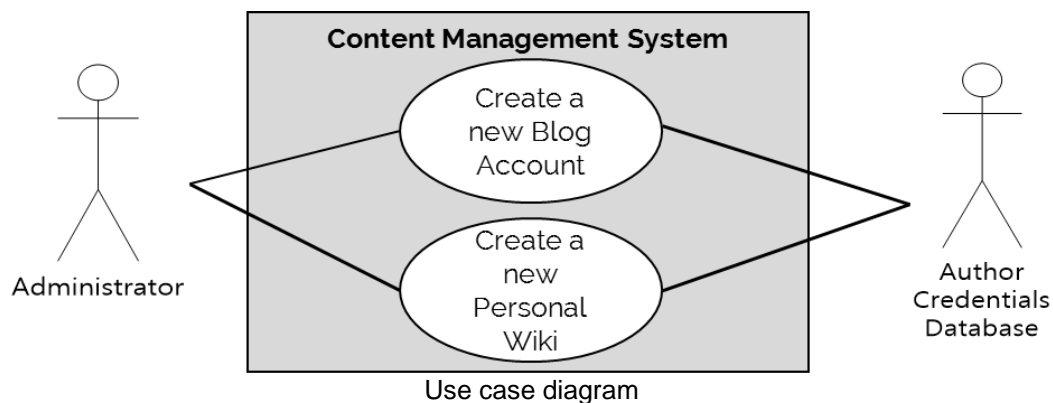 Content Management System
Create a
new Blog
Account
Create a
new
Personal
Wiki
Administrator
Author
Credentials
Database
Use case diagram